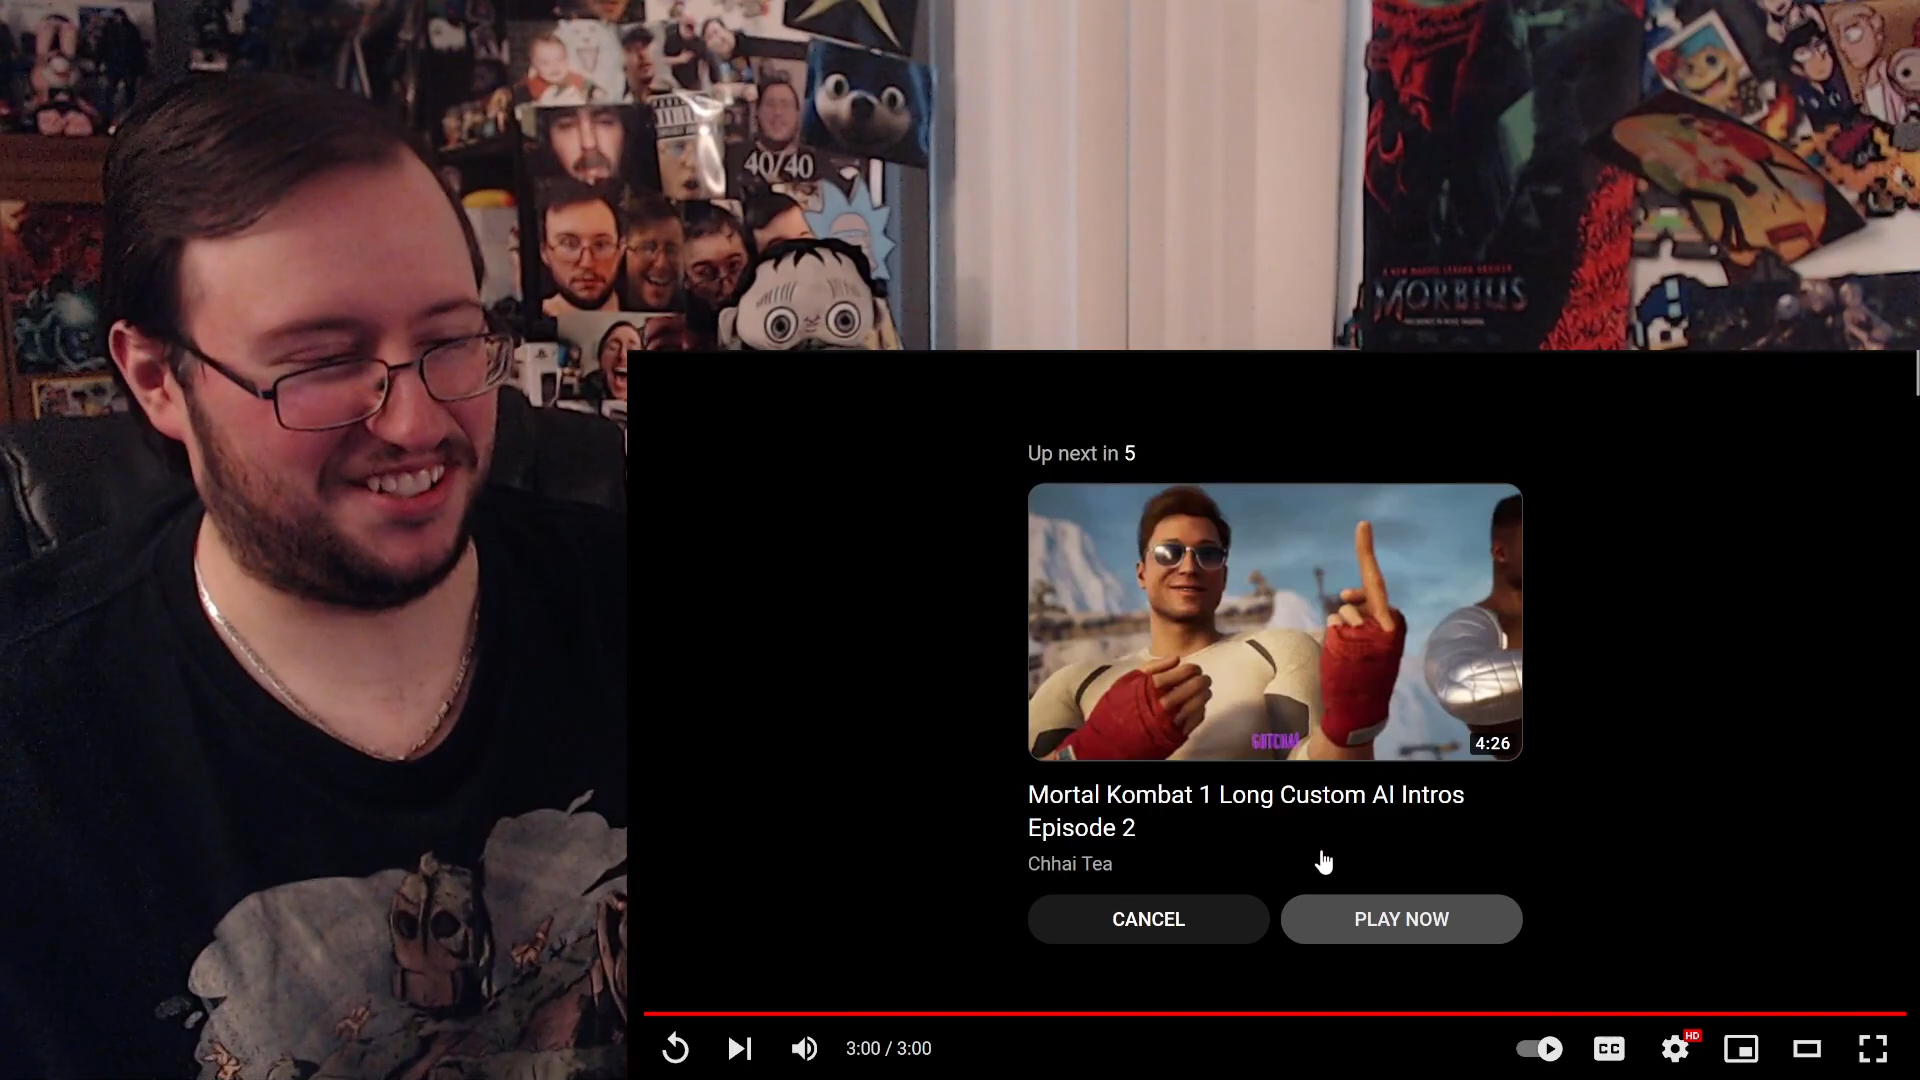 40/40
MORBIUS
Up next in 5
GOTCHA!
4:26
Mortal Kombat 1 Long Custom AI Intros
Episode 2
Chhai Tea
CANCEL
PLAY NOW
HD
3:00 / 3:00
CC